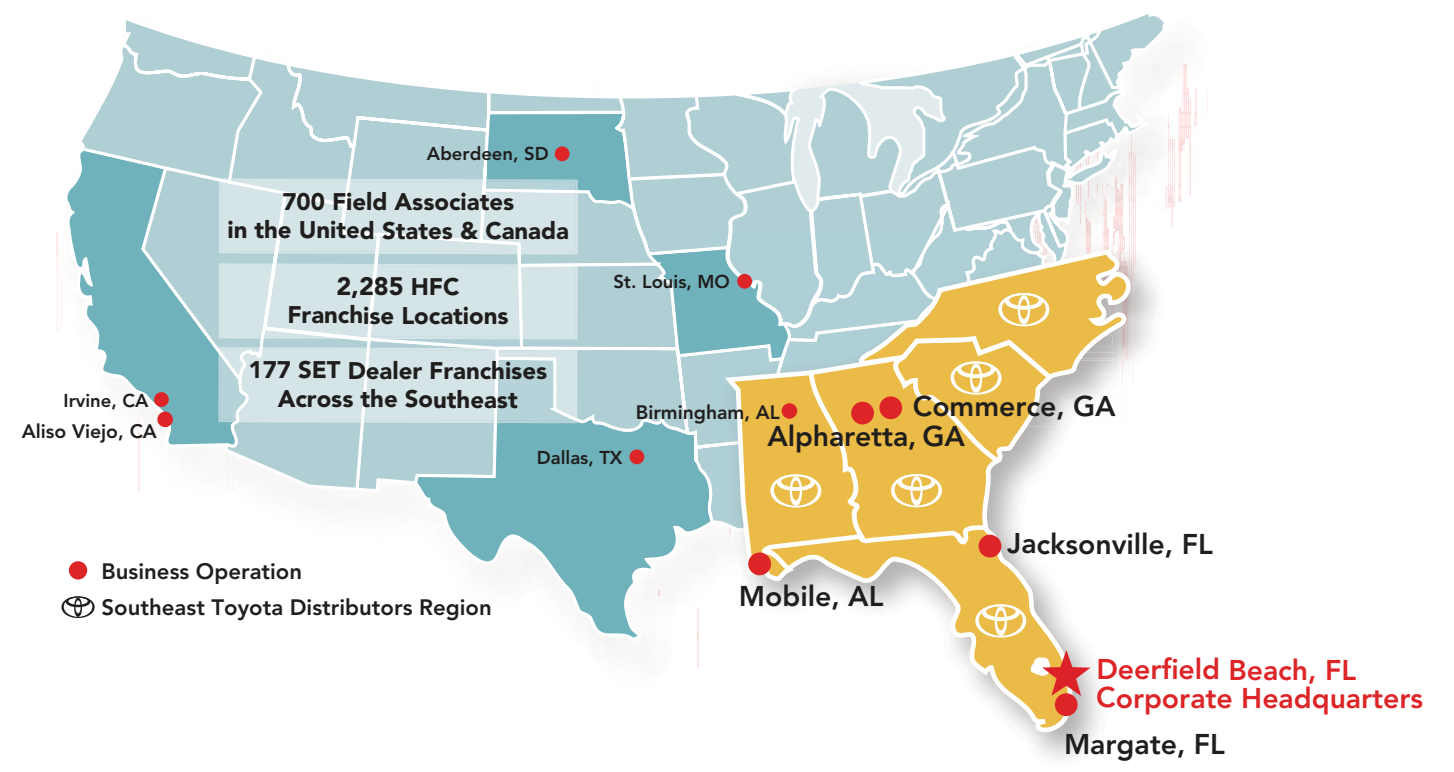 Aberdeen, SD
700 Field Associates
in the United States & Canada
St. Louis, MO
2,285 HFC
Franchise Locations
177 SET Dealer Franchises
Across the Southeast
Irvine, CA
Aliso Viejo, CA
Birmingham, AL
Commerce, GA
Alpharetta, GA
Dallas, TX
Jacksonville, FL
Business Operation
Mobile, AL
Southeast Toyota Distributors Region
Deerfield Beach, FL
Corporate Headquarters
Margate, FL